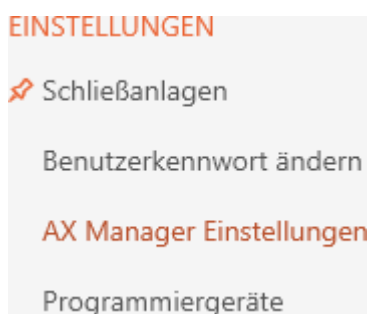 EINSTELLUNGEN
Schließanlagen
Benutzerkennwort ändern
AX Manager Einstellungen
Programmiergeräte